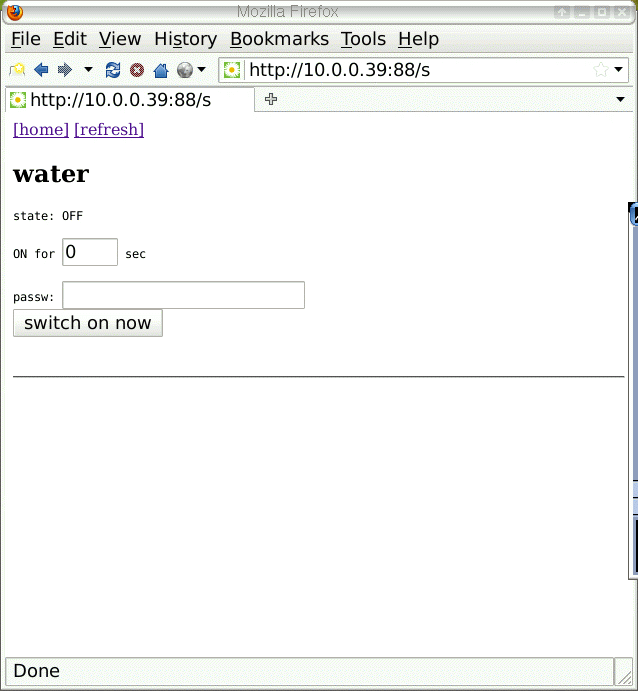 Mozilla Firefox
File Edit View History Bookmarks Tools Help
http://10.0.0.39:88/s
http://10.0.0.39:88/s
[home] [refresh]
water
state: OFF
ON for 0 sec
passw:
switch on now
Done